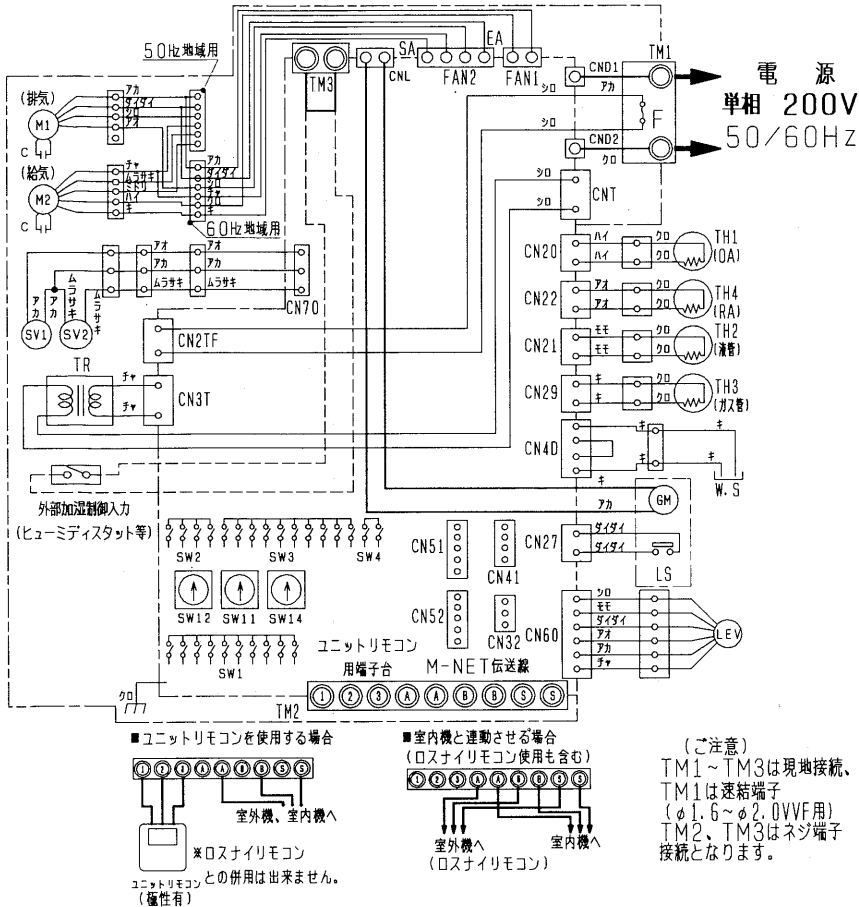 50Hz地域用
SA
EA
TM3
CNL
FAN2
FAN1
CND1
TM1
電源
単相 200V
50/60Hz
シロ
アカ
F
シロ
CND2
クロ
(排気)
M1
C
アカ
ダイダイ
シロ
アオ
(給気)
M2
C
チャ
ムラサキ
ミドリ
ハイ
キ
アカ
ダイダイ
シロ
チャ
クロ
キ
60Hz地域用
シロ
シロ
CNT
CN20
ハイ
ハイ
クロ
TH1
(OA)
CN22
アオ
アオ
クロ
TH4
(RA)
CN21
モモ
モモ
クロ
TH2
(液管)
CN29
キ
キ
クロ
TH3
(ガス管)
CN4D
キ
キ
キ
キ
W.S
アオ
アカ
ムラサキ
アオ
アカ
ムラサキ
CN70
アカ
アカ
ムラサキ
ムラサキ
SV1
SV2
CN2TF
TR
チャ
チャ
CN3T
キ
アカ
GM
外部加湿制御入力
(ヒューミディスタット等)
SW2
SW3
SW4
CN51
CN41
CN27
ダイダイ
ダイダイ
LS
SW12
SW11
SW14
CN52
CN32
CN60
シロ
モモ
ダイダイ
アオ
アカ
チャ
LEV
SW1
ユニットリモコン
用端子台
M-NET伝送線
クロ
TM2
1 2 3 A A B B S S
■ユニットリモコンを使用する場合
1 2 3 A A B B S S
室外機、室内機へ
※ロスナイリモコン
との併用は出来ません。
ユニットリモコン
(極性有)
■室内機と連動させる場合
(ロスナイリモコン使用も含む)
1 2 3 A A B B S S
室外機へ
室内機へ
(ロスナイリモコン)
(ご注意)
TM1~TM3は現地接続、
TM1は速結端子
(φ1.6~φ2.0VVF用)
TM2、TM3はネジ端子
接続となります。